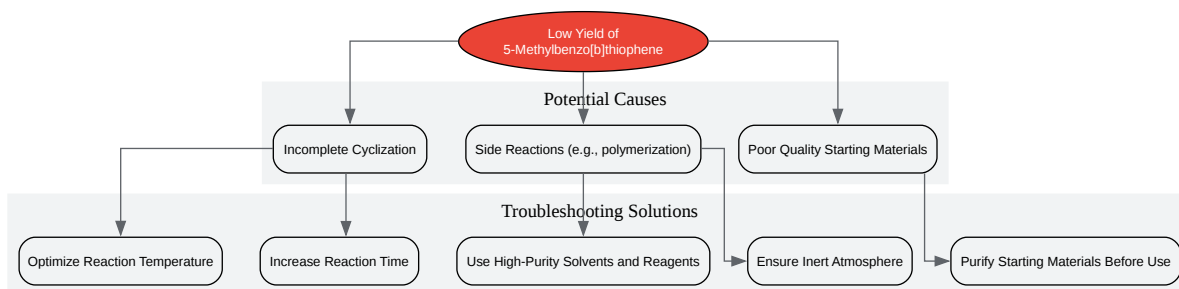 Low Yield of
5-Methylbenzo[b]thiophene
Potential Causes
Incomplete Cyclization
Side Reactions (e.g., polymerization)
Poor Quality Starting Materials
Troubleshooting Solutions
Optimize Reaction Temperature
Increase Reaction Time
Use High-Purity Solvents and Reagents
Ensure Inert Atmosphere
Purify Starting Materials Before Use